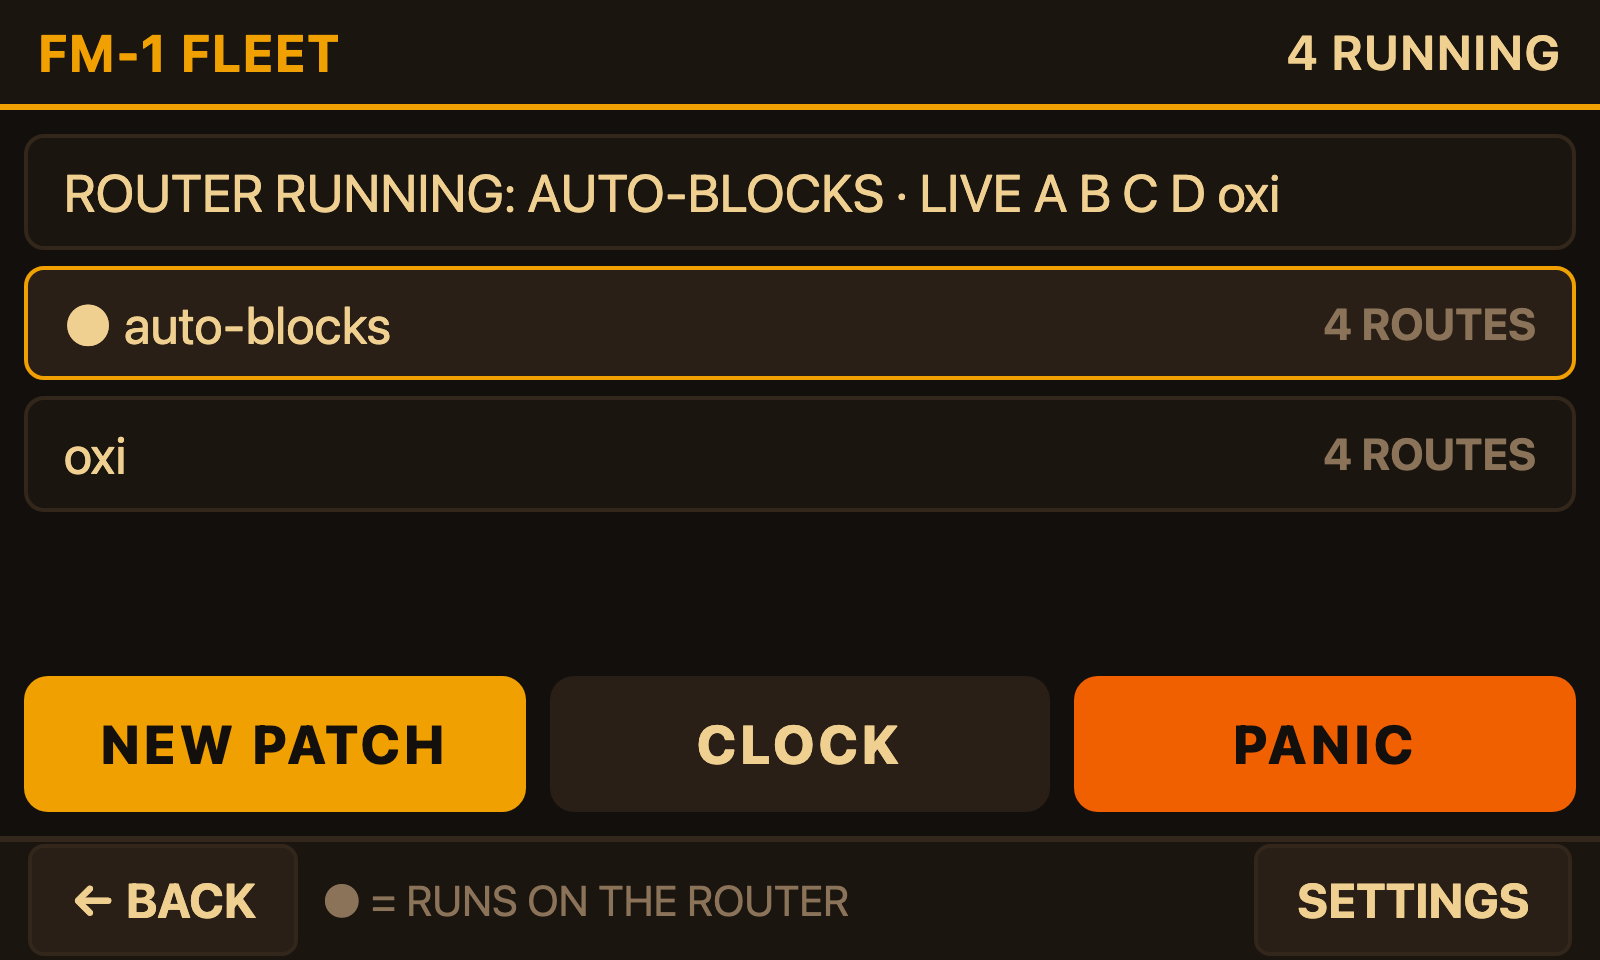 FM-1 FLEET
4 RUNNING
ROUTER RUNNING: AUTO-BLOCKS · LIVE A B C D oxi
● auto-blocks
4 ROUTES
oxi
4 ROUTES
NEW PATCH
CLOCK
PANIC
← BACK
● = RUNS ON THE ROUTER
SETTINGS